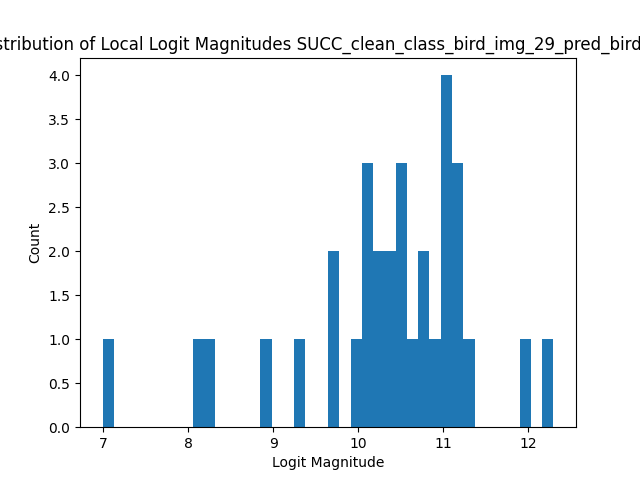 stribution of Local Logit Magnitudes SUCC_clean_class_bird_img_29_pred_bird
4.0
3.5
3.0
2.5
2.0
1.5
1.0
0.5
0.0
Count
7 8 9 10 11 12
Logit Magnitude